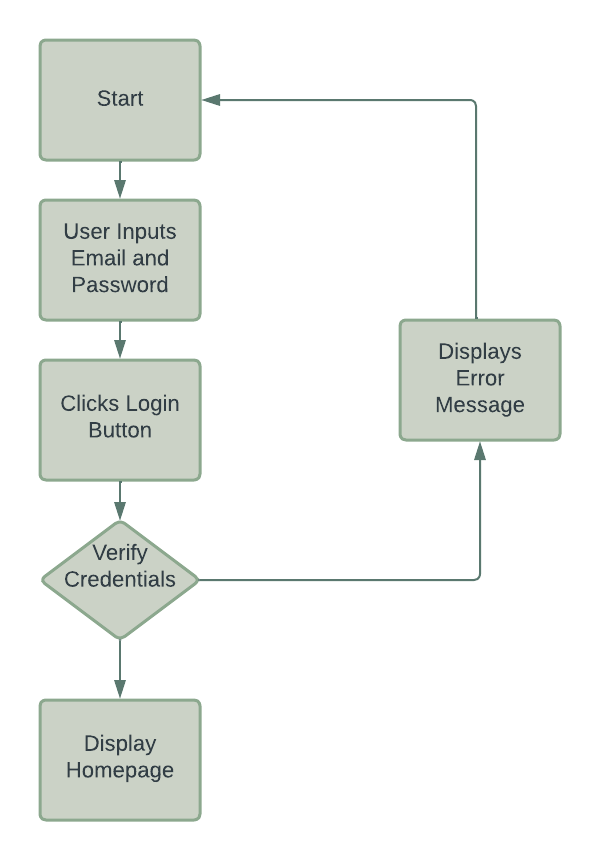 Start
User Inputs
Email and
Password
Clicks Login
Button
Verify
Credentials
Display
Homepage
Displays
Error
Message